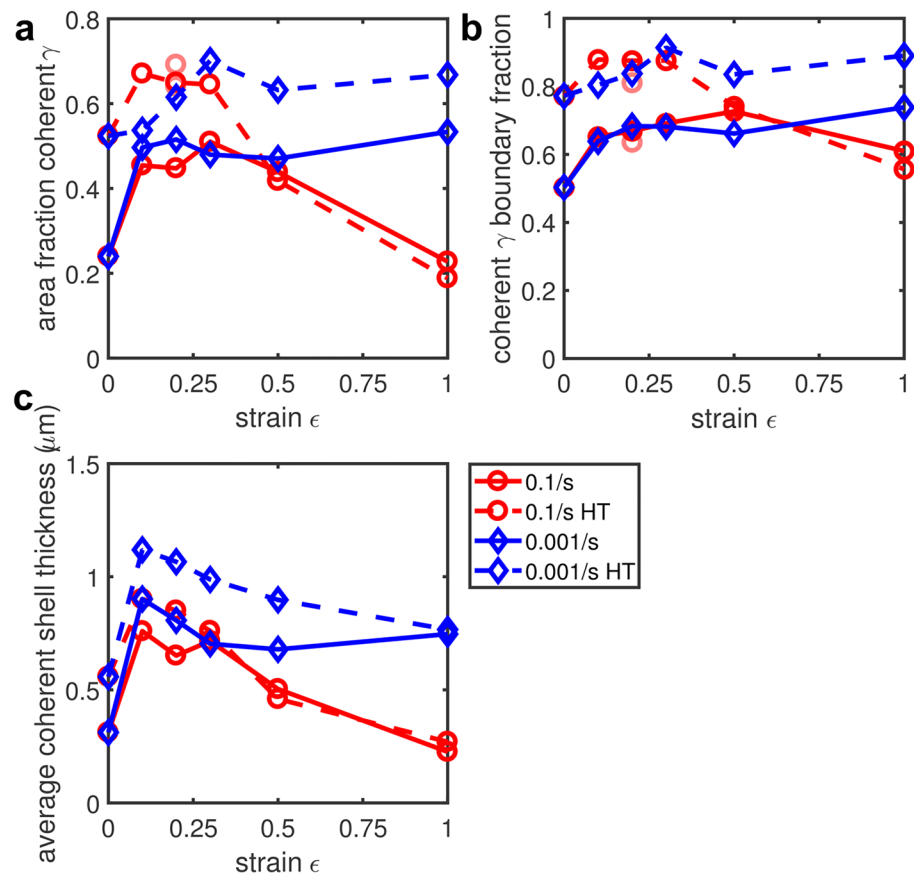 a
area fraction coherent γ
0.8
0.6
0.4
0.2
0
0 0.25 0.5 0.75 1
strain ϵ
b
coherent γ boundary fraction
1
0.8
0.6
0.4
0.2
0
0 0.25 0.5 0.75 1
strain ϵ
c
average coherent shell thickness (μm)
1.5
1
0.5
0
0 0.25 0.5 0.75 1
strain ϵ
0.1/s
0.1/s HT
0.001/s
0.001/s HT